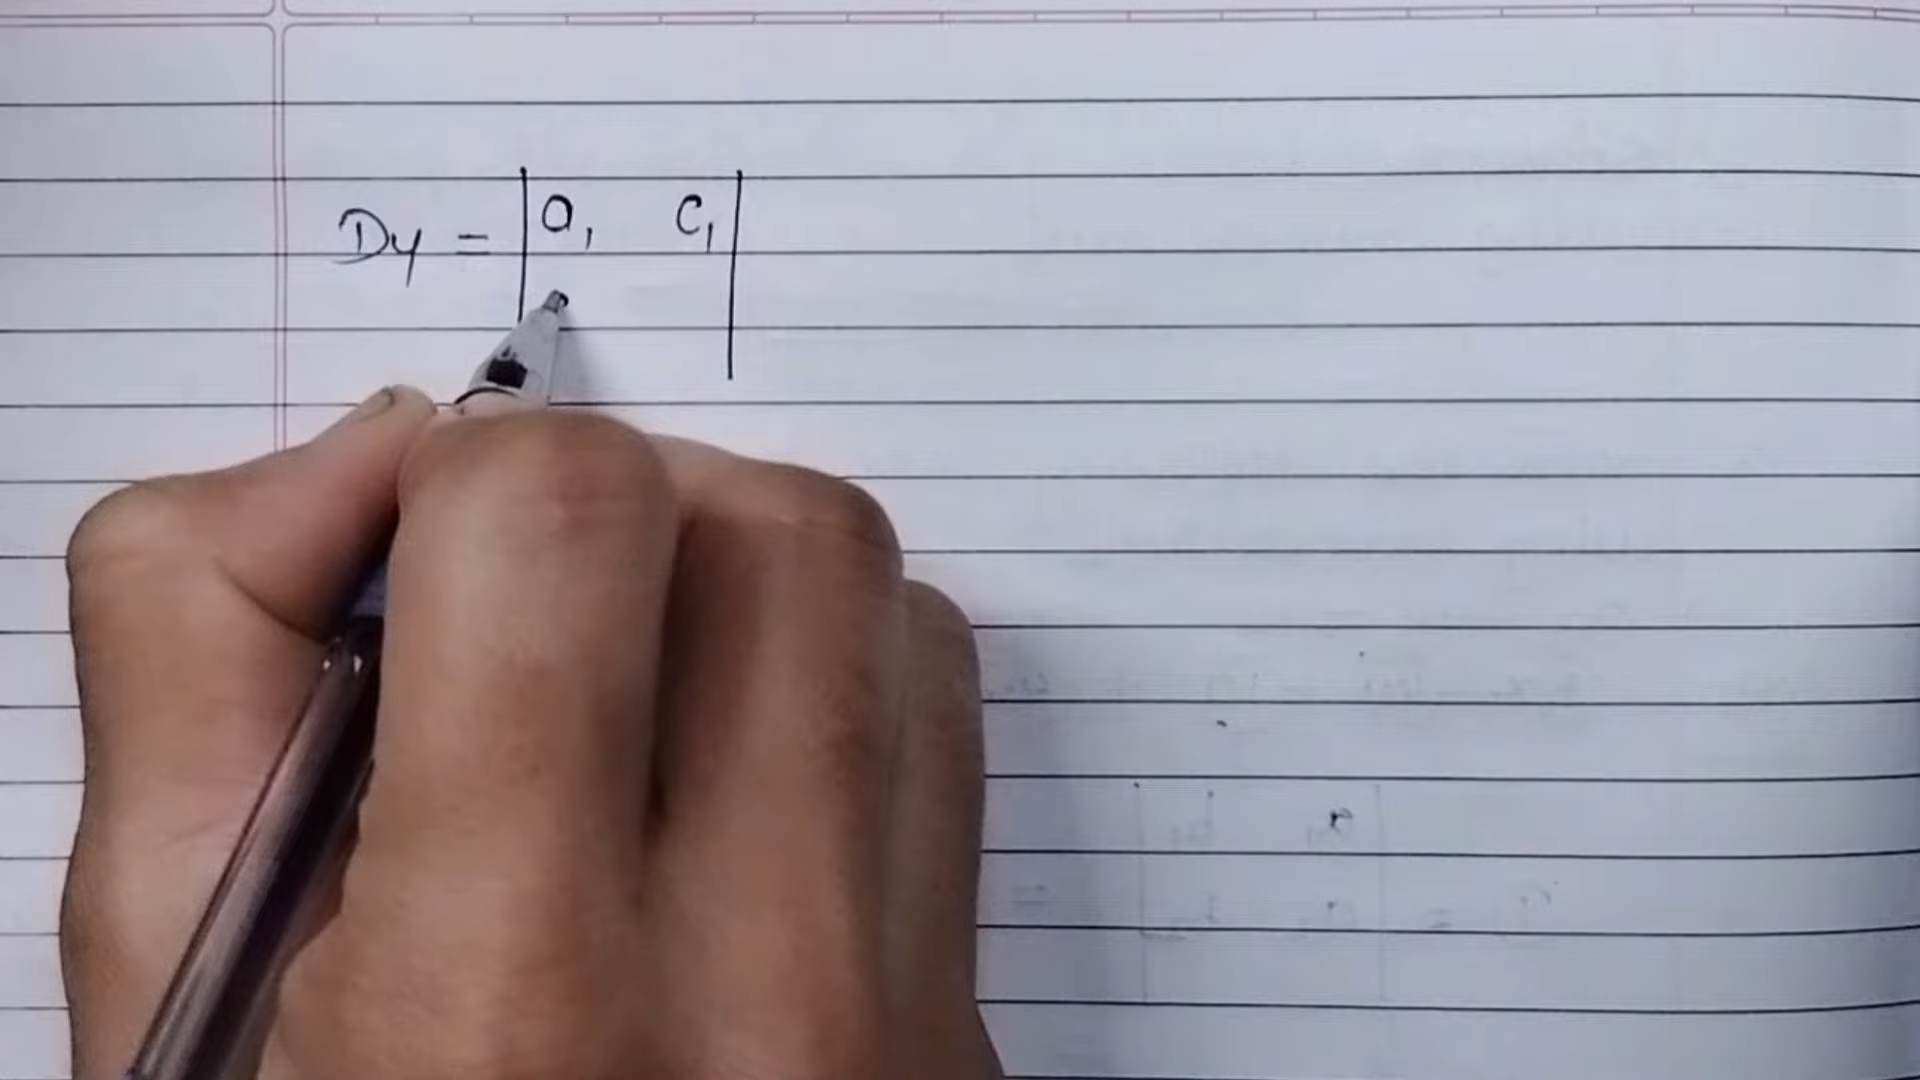 Dy = | a₁ c₁ |